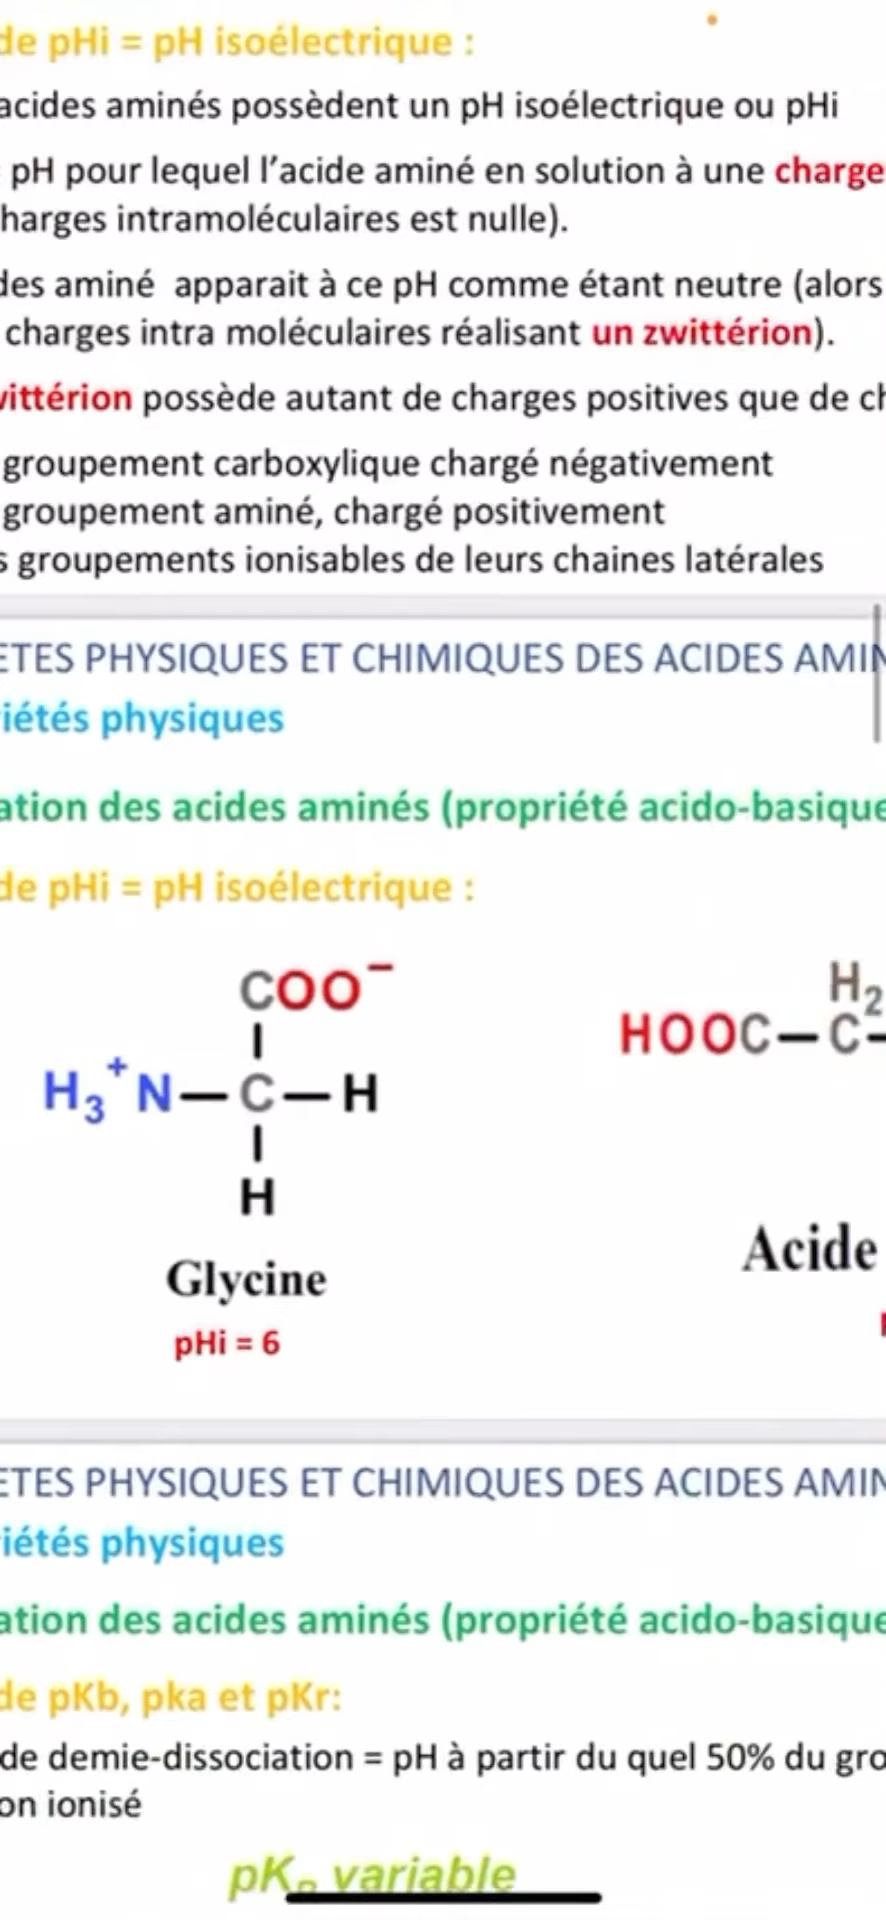 de pHi = pH isoélectrique :
acides aminés possèdent un pH isoélectrique ou pHi
pH pour lequel l'acide aminé en solution à une charge
harges intramoléculaires est nulle).
des aminé apparait à ce pH comme étant neutre (alors
charges intra moléculaires réalisant un zwittérion).
wittérion possède autant de charges positives que de ch
groupement carboxylique chargé négativement
groupement aminé, chargé positivement
s groupements ionisables de leurs chaines latérales
ETES PHYSIQUES ET CHIMIQUES DES ACIDES AMIN
riétés physiques
ation des acides aminés (propriété acido-basique
de pHi = pH isoélectrique :
COO⁻
H₃⁺N—C—H
H
Glycine
pHi = 6
H₂
HOOC—C-
Acide
ETES PHYSIQUES ET CHIMIQUES DES ACIDES AMIN
riétés physiques
ation des acides aminés (propriété acido-basique
de pKb, pka et pKr:
de demie-dissociation = pH à partir du quel 50% du gro
on ionisé
variable